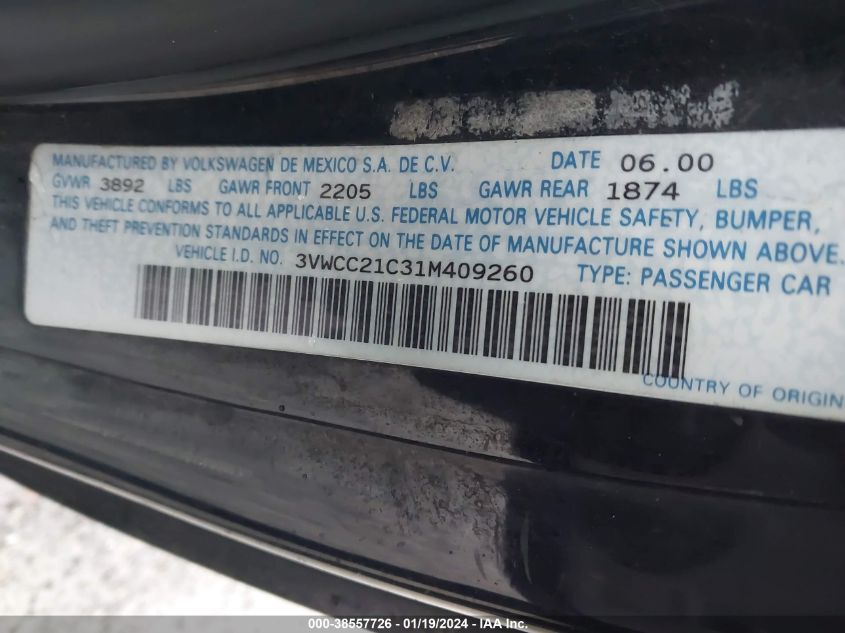 MANUFACTURED BY VOLKSWAGEN DE MEXICO S.A. DE C.V. DATE 06.00
GVWR 3892 LBS GAWR FRONT 2205 LBS GAWR REAR 1874 LBS
THIS VEHICLE CONFORMS TO ALL APPLICABLE U.S. FEDERAL MOTOR VEHICLE SAFETY, BUMPER,
AND THEFT PREVENTION STANDARDS IN EFFECT ON THE DATE OF MANUFACTURE SHOWN ABOVE.
VEHICLE I.D. NO. 3VWCC21C31M409260 TYPE: PASSENGER CAR
COUNTRY OF ORIGIN
000-38557726 - 01/19/2024 - IAA, Inc.